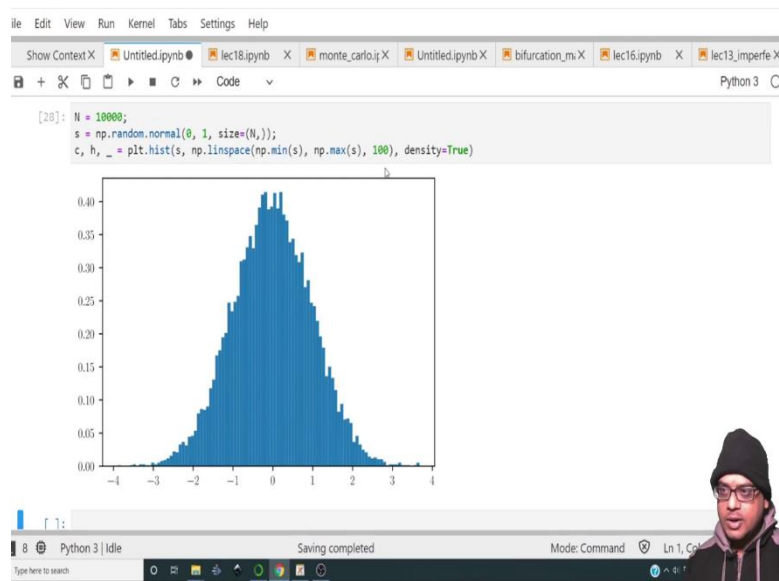 ile Edit View Run Kernel Tabs Settings Help
Show Context X Untitled.ipynb ● lec18.ipynb X monte_carlo.ip X Untitled.ipynb X bifurcation_m X lec16.ipynb X lec13_imperfe X
Code Python 3
[28]: N = 10000;
s = np.random.normal(0, 1, size=(N,));
c, h, _ = plt.hist(s, np.linspace(np.min(s), np.max(s), 100), density=True)
0.40
0.35
0.30
0.25
0.20
0.15
0.10
0.05
0.00
−4 −3 −2 −1 0 1 2 3 4
[ ]:
8 Python 3 | Idle Saving completed Mode: Command Ln 1, Col
Type here to search